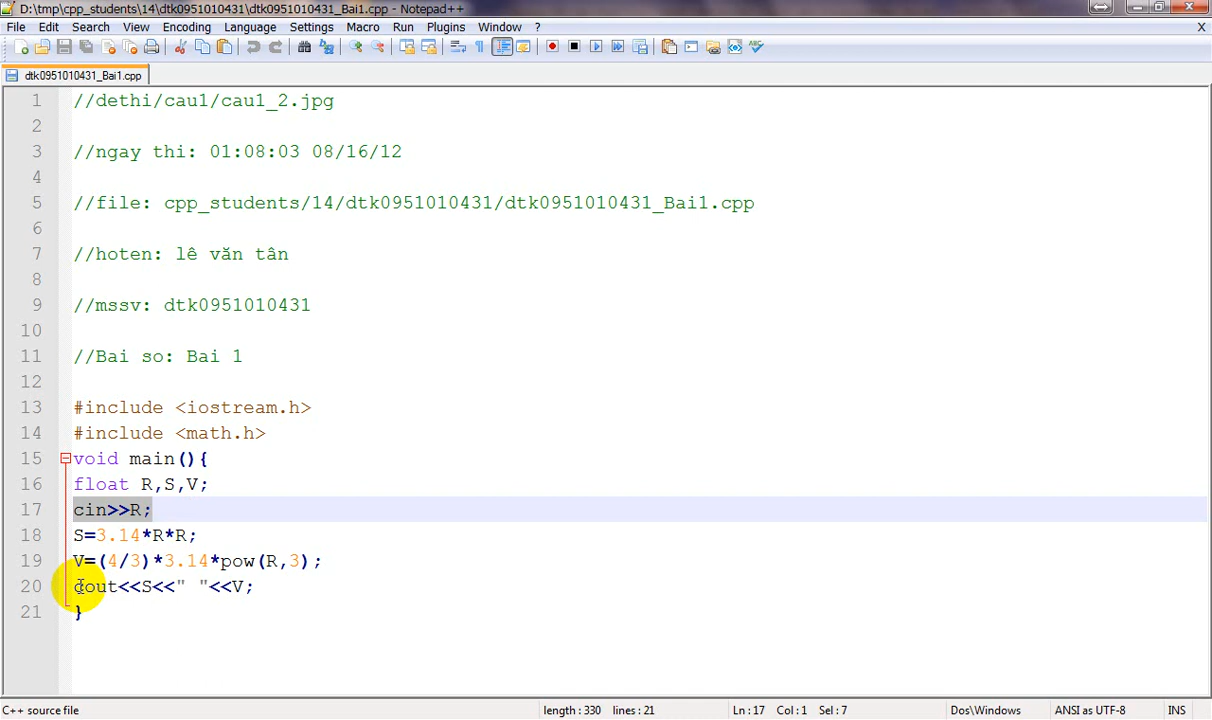 D:\tmp\cpp_students\14\dtk0951010431\dtk0951010431_Bai1.cpp - Notepad++
File Edit Search View Encoding Language Settings Macro Run Plugins Window ? X
dtk0951010431_Bai1.cpp
1 //dethi/cau1/cau1_2.jpg
2
3 //ngay thi: 01:08:03 08/16/12
4
5 //file: cpp_students/14/dtk0951010431/dtk0951010431_Bai1.cpp
6
7 //hoten: lê văn tân
8
9 //mssv: dtk0951010431
10
11 //Bai so: Bai 1
12
13 #include <iostream.h>
14 #include <math.h>
15 void main(){
16 float R,S,V;
17 cin>>R;
18 S=3.14*R*R;
19 V=(4/3)*3.14*pow(R,3);
20 cout<<S<<" "<<V;
21 }
C++ source file length : 330 lines : 21 Ln : 17 Col : 1 Sel : 7 Dos\Windows ANSI as UTF-8 INS